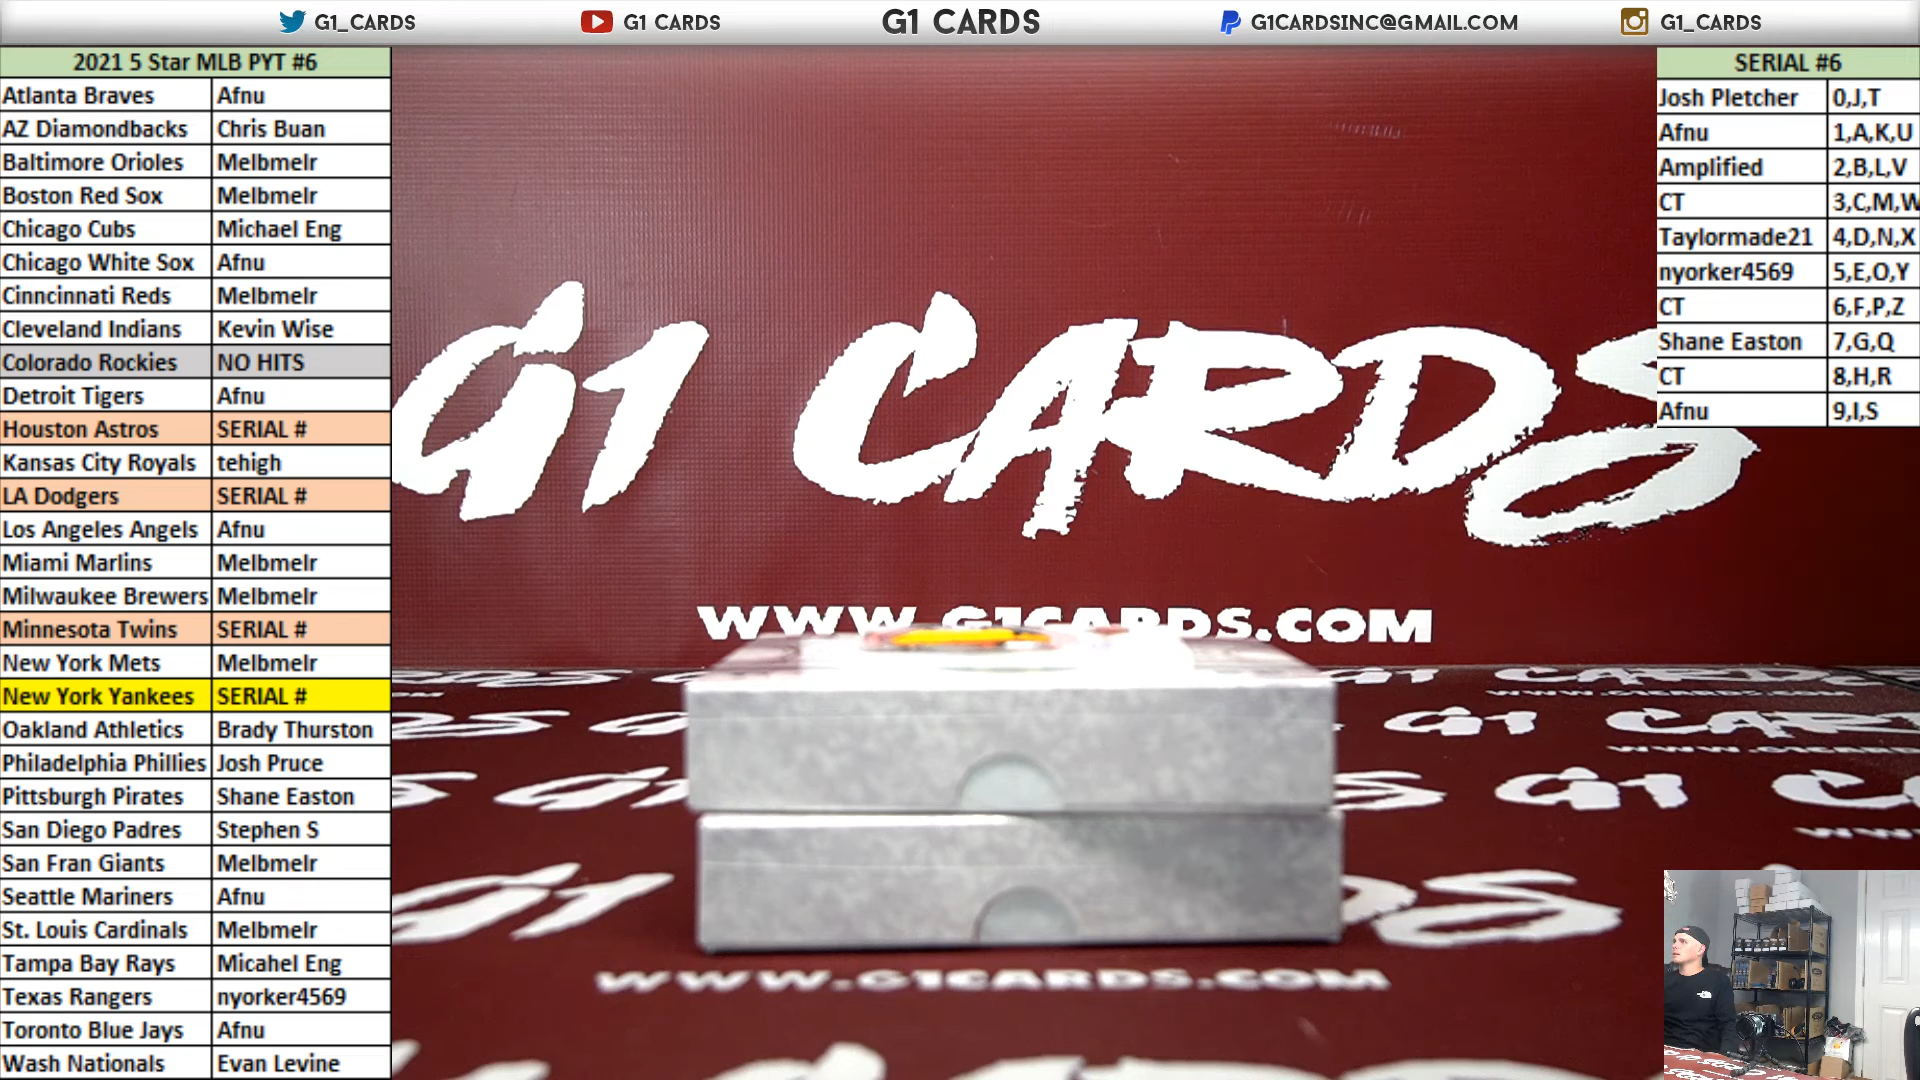 G1_CARDS G1 CARDS G1 CARDS G1CARDSINC@GMAIL.COM G1_CARDS
2021 5 Star MLB PYT #6
Atlanta Braves Afnu
AZ Diamondbacks Chris Buan
Baltimore Orioles Melbmelr
Boston Red Sox Melbmelr
Chicago Cubs Michael Eng
Chicago White Sox Afnu
Cinncinnati Reds Melbmelr
Cleveland Indians Kevin Wise
Colorado Rockies NO HITS
Detroit Tigers Afnu
Houston Astros SERIAL #
Kansas City Royals tehigh
LA Dodgers SERIAL #
Los Angeles Angels Afnu
Miami Marlins Melbmelr
Milwaukee Brewers Melbmelr
Minnesota Twins SERIAL #
New York Mets Melbmelr
New York Yankees SERIAL #
Oakland Athletics Brady Thurston
Philadelphia Phillies Josh Pruce
Pittsburgh Pirates Shane Easton
San Diego Padres Stephen S
San Fran Giants Melbmelr
Seattle Mariners Afnu
St. Louis Cardinals Melbmelr
Tampa Bay Rays Micahel Eng
Texas Rangers nyorker4569
Toronto Blue Jays Afnu
Wash Nationals Evan Levine
SERIAL #6
Josh Pletcher 0,J,T
Afnu 1,A,K,U
Amplified 2,B,L,V
CT 3,C,M,W
Taylormade21 4,D,N,X
nyorker4569 5,E,O,Y
CT 6,F,P,Z
Shane Easton 7,G,Q
CT 8,H,R
Afnu 9,I,S
G1 CARDS
WWW.G1CARDS.COM
WWW.G1CARDS.COM
G1 CAR
G1 C
WWW.G1CARDS.COM